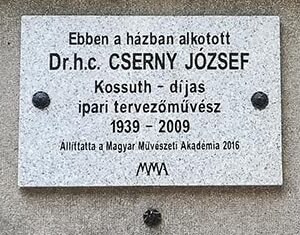 Ebben a házban alkotott
Dr.h.c. CSERNY JÓZSEF
Kossuth - díjas
ipari tervezőművész
1939 - 2009
Állíttatta a Magyar Művészeti Akadémia 2016
MMA